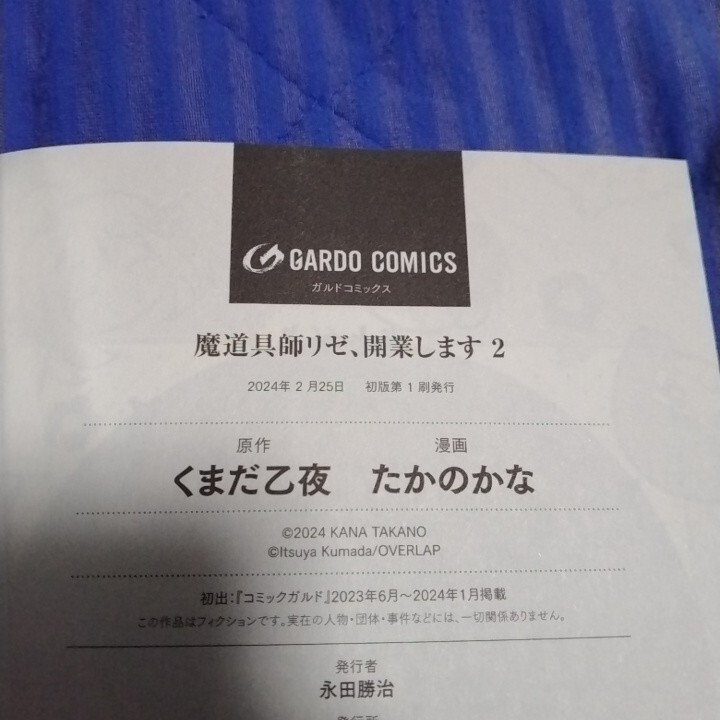 GARDO COMICS
ガルドコミックス
魔道具師リゼ、開業します 2
2024年 2 月25日 初版第 1 刷発行
原作 漫画
くまだ乙夜 たかのかな
©2024 KANA TAKANO
©Itsuya Kumada/OVERLAP
初出：『コミックガルド』2023年6月～2024年1月掲載
この作品はフィクションです。実在の人物・団体・事件などには、一切関係ありません。
発行者
永田勝治
発行所